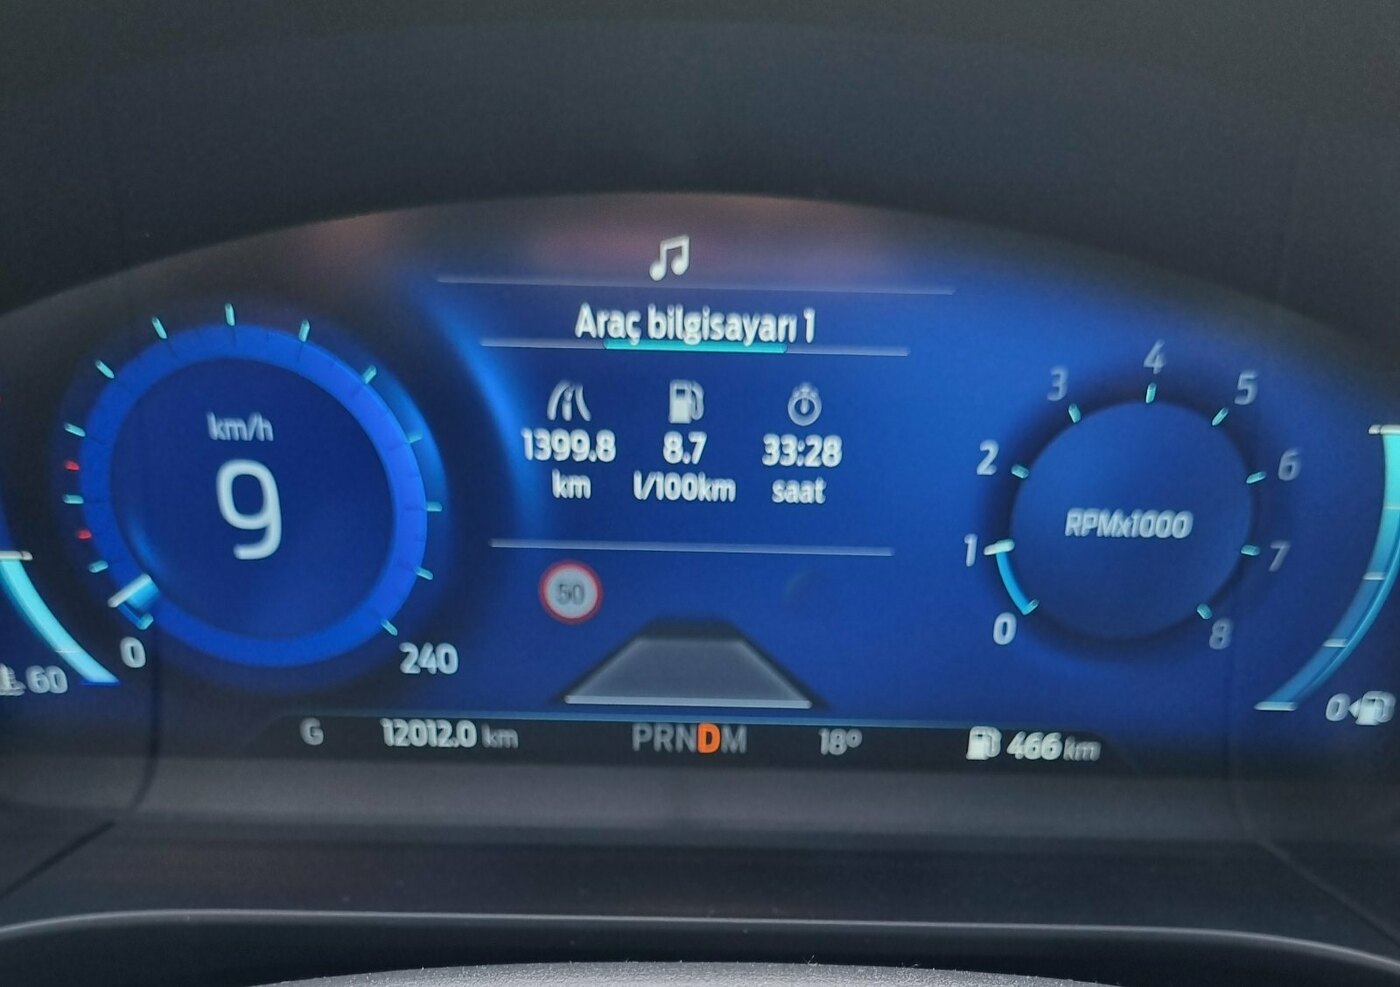 Araç bilgisayarı 1
1399.8 8.7 33:28
km l/100km saat
km/h
9
0 240
50
RPMx1000
0 1 2 3 4 5 6 7 8
60
0
G 12012.0 km PRNDM 18° 466 km